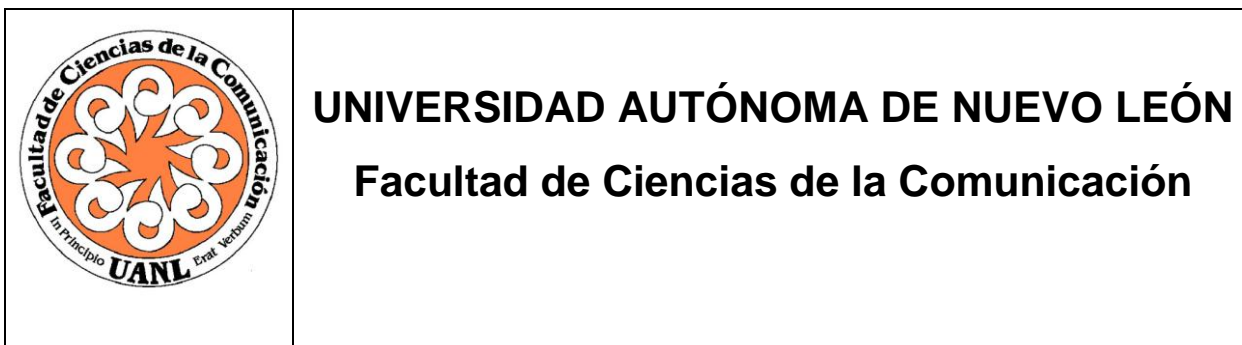 Facultad de Ciencias de la Comunicación
In Principio Erat Verbum
UANL
UNIVERSIDAD AUTÓNOMA DE NUEVO LEÓN
Facultad de Ciencias de la Comunicación